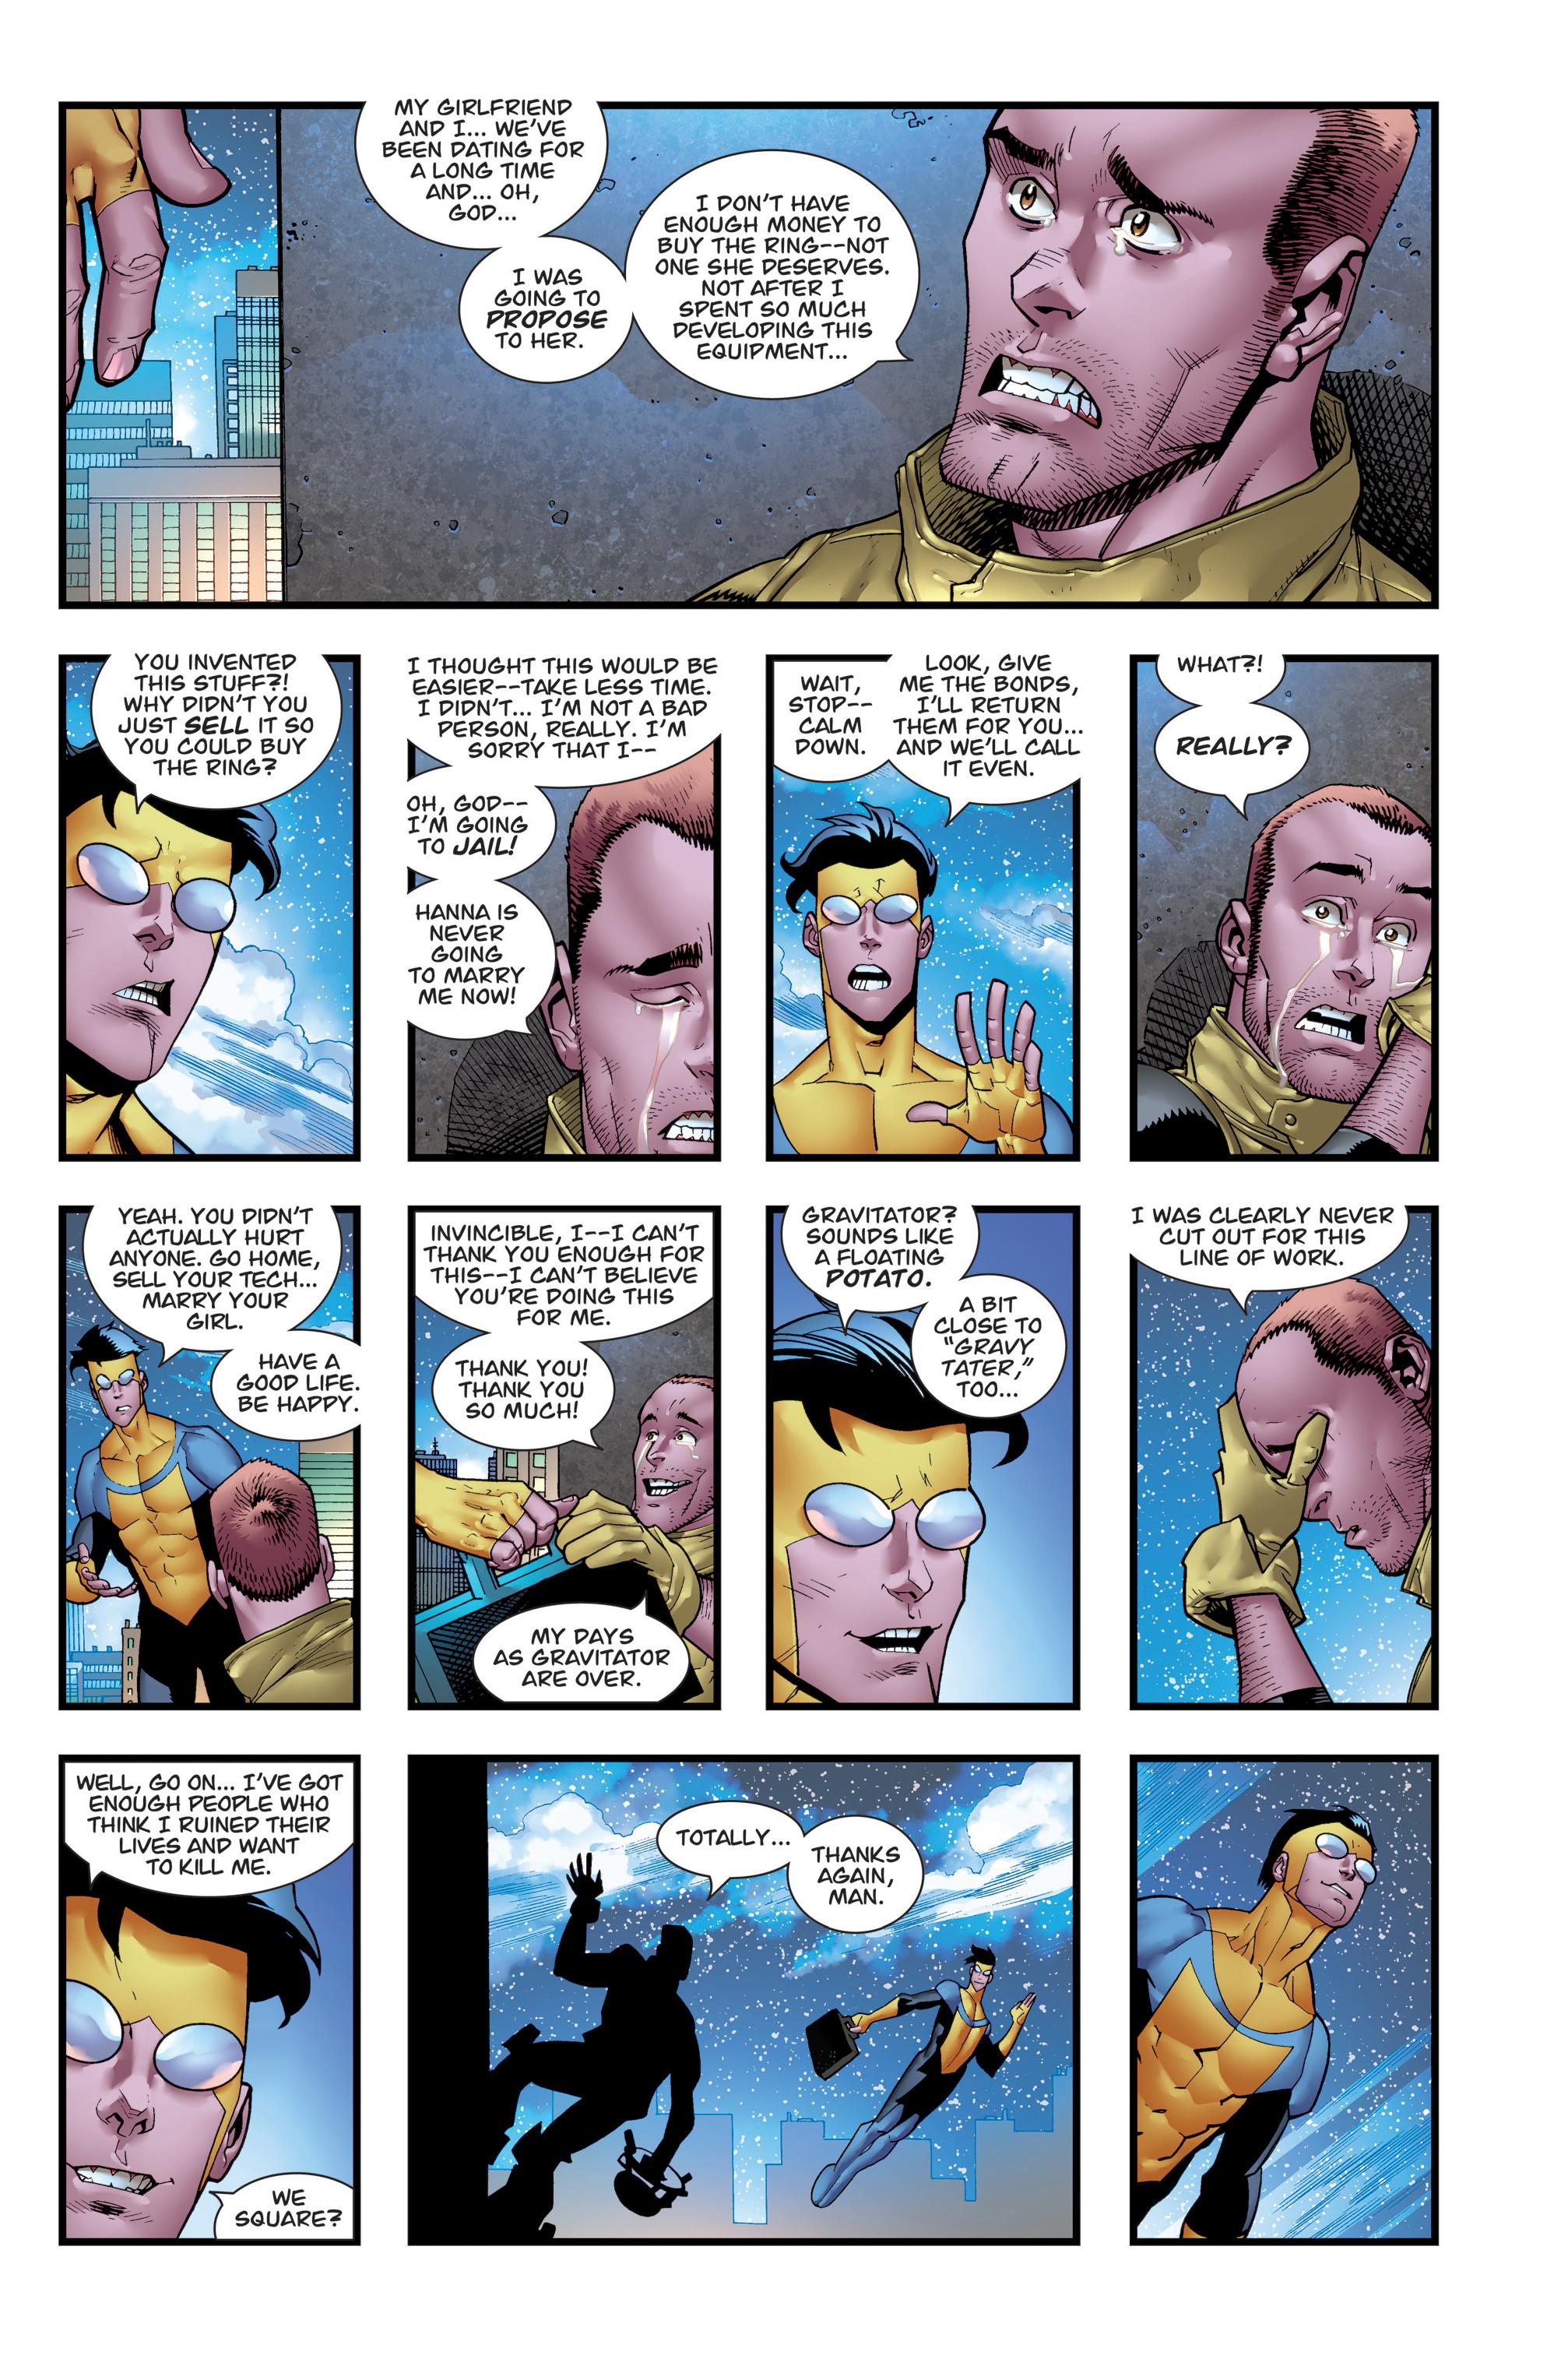 MY GIRLFRIEND
AND I... WE'VE
BEEN DATING FOR
A LONG TIME
AND... OH,
GOD...
I WAS
GOING TO
PROPOSE
TO HER.
I DON'T HAVE
ENOUGH MONEY TO
BUY THE RING--NOT
ONE SHE DESERVES.
NOT AFTER I
SPENT SO MUCH
DEVELOPING THIS
EQUIPMENT...
YOU INVENTED
THIS STUFF?!
WHY DIDN'T YOU
JUST SELL IT SO
YOU COULD BUY
THE RING?
I THOUGHT THIS WOULD BE
EASIER--TAKE LESS TIME.
I DIDN'T... I'M NOT A BAD
PERSON, REALLY. I'M
SORRY THAT I--
OH, GOD--
I'M GOING
TO JAIL!
HANNA IS
NEVER
GOING
TO MARRY
ME NOW!
WAIT,
STOP--
CALM
DOWN.
LOOK, GIVE
ME THE BONDS,
I'LL RETURN
THEM FOR YOU...
AND WE'LL CALL
IT EVEN.
WHAT?!
REALLY?
YEAH. YOU DIDN'T
ACTUALLY HURT
ANYONE. GO HOME,
SELL YOUR TECH...
MARRY YOUR
GIRL.
HAVE A
GOOD LIFE.
BE HAPPY.
INVINCIBLE, I--I CAN'T
THANK YOU ENOUGH FOR
THIS--I CAN'T BELIEVE
YOU'RE DOING THIS
FOR ME.
THANK YOU!
THANK YOU
SO MUCH!
MY DAYS
AS GRAVITATOR
ARE OVER.
GRAVITATOR?
SOUNDS LIKE
A FLOATING
POTATO.
A BIT
CLOSE TO
"GRAVY
TATER,"
TOO...
I WAS CLEARLY NEVER
CUT OUT FOR THIS
LINE OF WORK.
WELL, GO ON... I'VE GOT
ENOUGH PEOPLE WHO
THINK I RUINED THEIR
LIVES AND WANT
TO KILL ME.
WE
SQUARE?
TOTALLY...
THANKS
AGAIN,
MAN.